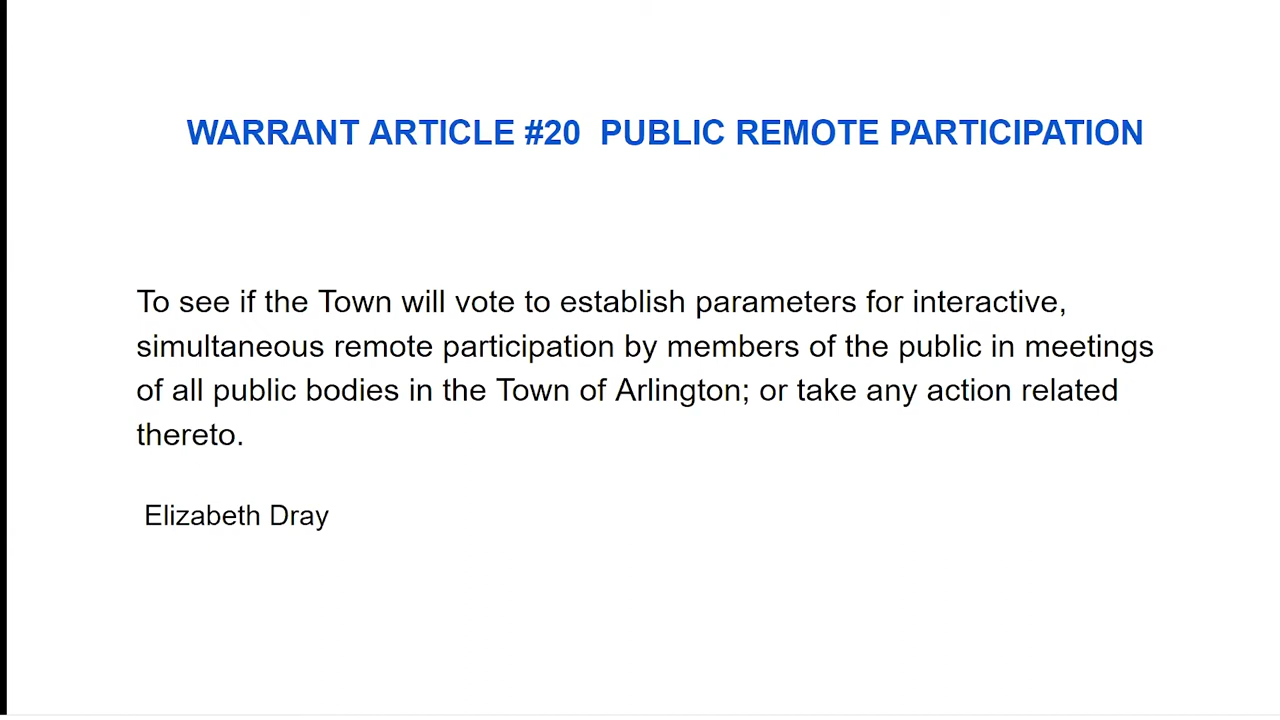 WARRANT ARTICLE #20 PUBLIC REMOTE PARTICIPATION
To see if the Town will vote to establish parameters for interactive,
simultaneous remote participation by members of the public in meetings
of all public bodies in the Town of Arlington; or take any action related
thereto.
Elizabeth Dray